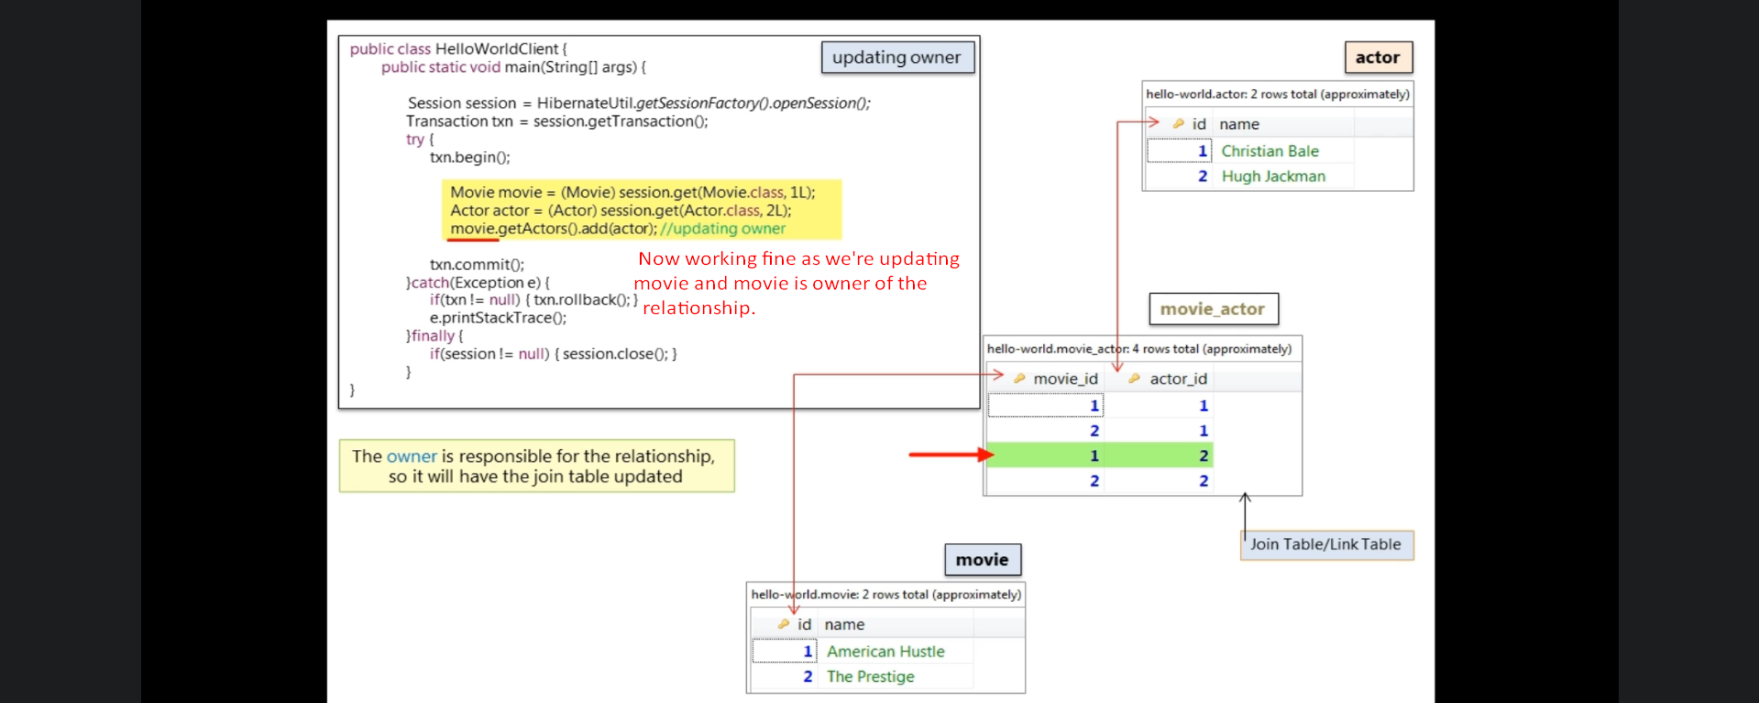 public class HelloWorldClient {
public static void main(String[] args) {
Session session = HibernateUtil.getSessionFactory().openSession();
Transaction txn = session.getTransaction();
try {
txn.begin();
Movie movie = (Movie) session.get(Movie.class, 1L);
Actor actor = (Actor) session.get(Actor.class, 2L);
movie.getActors().add(actor); //updating owner
txn.commit();
}catch(Exception e) {
if(txn != null) { txn.rollback(); }
e.printStackTrace();
}finally {
if(session != null) { session.close(); }
}
}
updating owner
Now working fine as we're updating
movie and movie is owner of the
relationship.
The owner is responsible for the relationship,
so it will have the join table updated
actor
hello-world.actor: 2 rows total (approximately)
id name
1 Christian Bale
2 Hugh Jackman
movie_actor
hello-world.movie_actor: 4 rows total (approximately)
movie_id actor_id
1 1
2 1
1 2
2 2
Join Table/Link Table
movie
hello-world.movie: 2 rows total (approximately)
id name
1 American Hustle
2 The Prestige